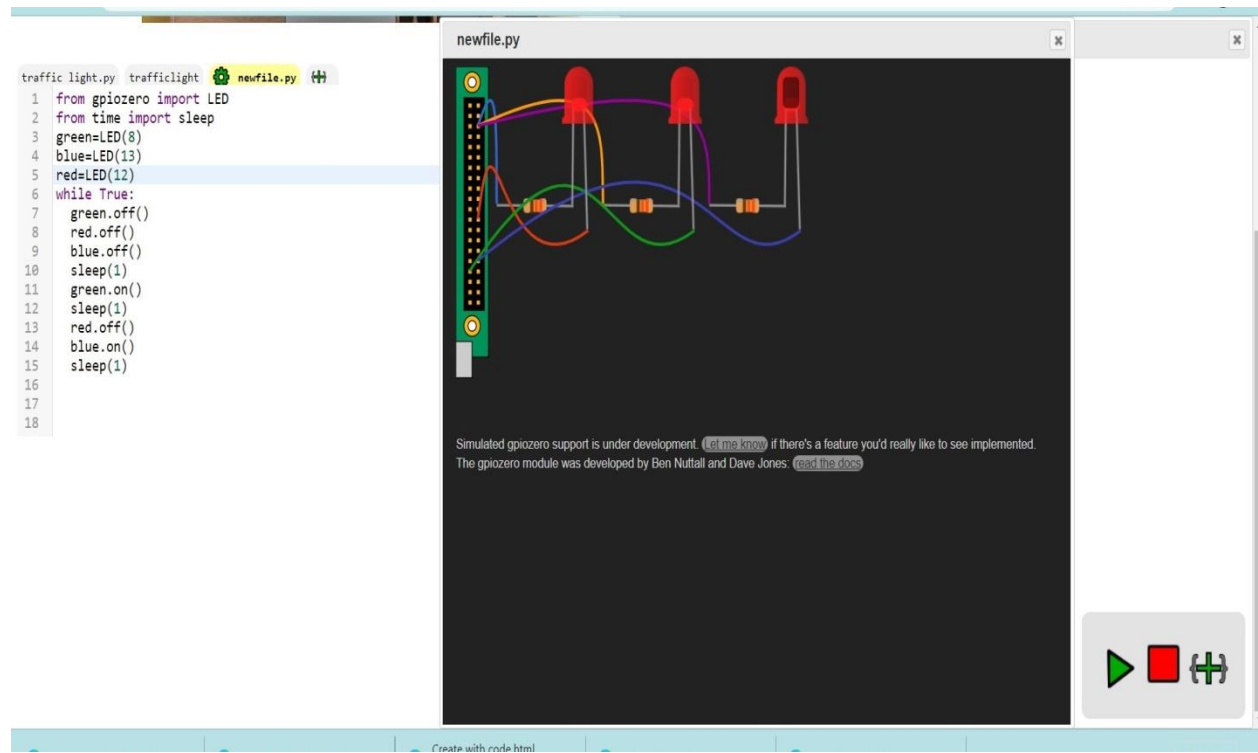 newfile.py
traffic light.py trafficlight newfile.py
1 from gpiozero import LED
2 from time import sleep
3 green=LED(8)
4 blue=LED(13)
5 red=LED(12)
6 while True:
7 green.off()
8 red.off()
9 blue.off()
10 sleep(1)
11 green.on()
12 sleep(1)
13 red.off()
14 blue.on()
15 sleep(1)
16
17
18
Simulated gpiozero support is under development. Let me know if there's a feature you'd really like to see implemented.
The gpiozero module was developed by Ben Nuttall and Dave Jones: read the docs
Create with code html